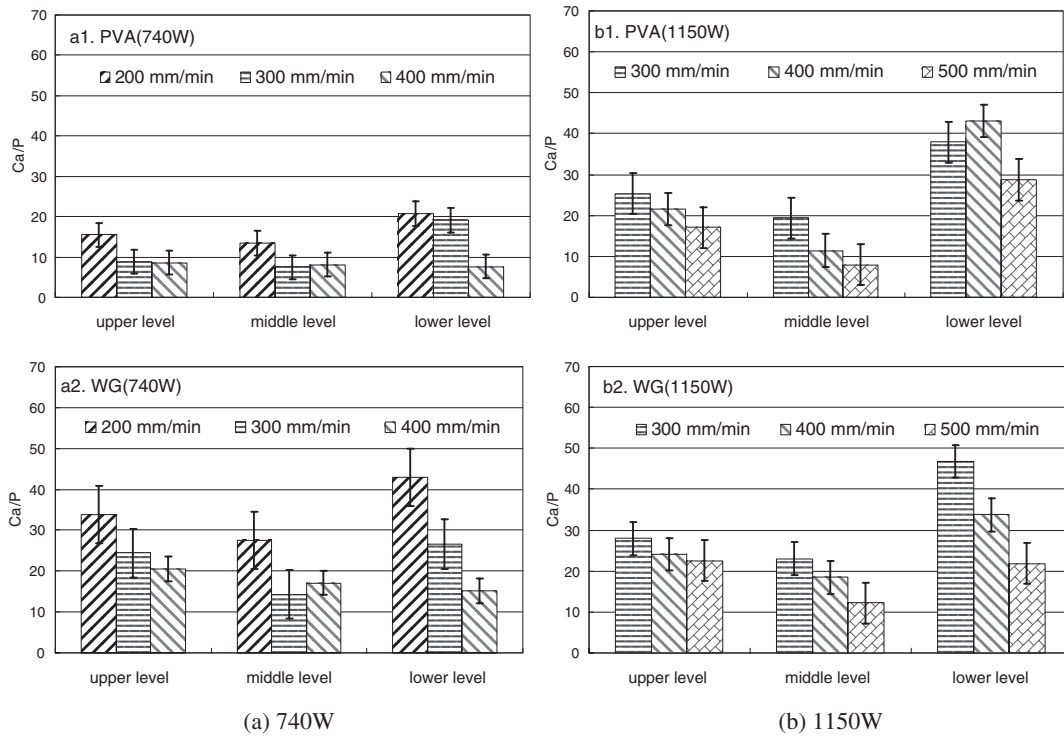 a1. PVA(740W)
200 mm/min 300 mm/min 400 mm/min
70
60
50
40
30
20
10
0
Ca/P
upper level middle level lower level
b1. PVA(1150W)
300 mm/min 400 mm/min 500 mm/min
70
60
50
40
30
20
10
0
Ca/P
upper level middle level lower level
a2. WG(740W)
200 mm/min 300 mm/min 400 mm/min
70
60
50
40
30
20
10
0
Ca/P
upper level middle level lower level
b2. WG(1150W)
300 mm/min 400 mm/min 500 mm/min
70
60
50
40
30
20
10
0
Ca/P
upper level middle level lower level
(a) 740W
(b) 1150W